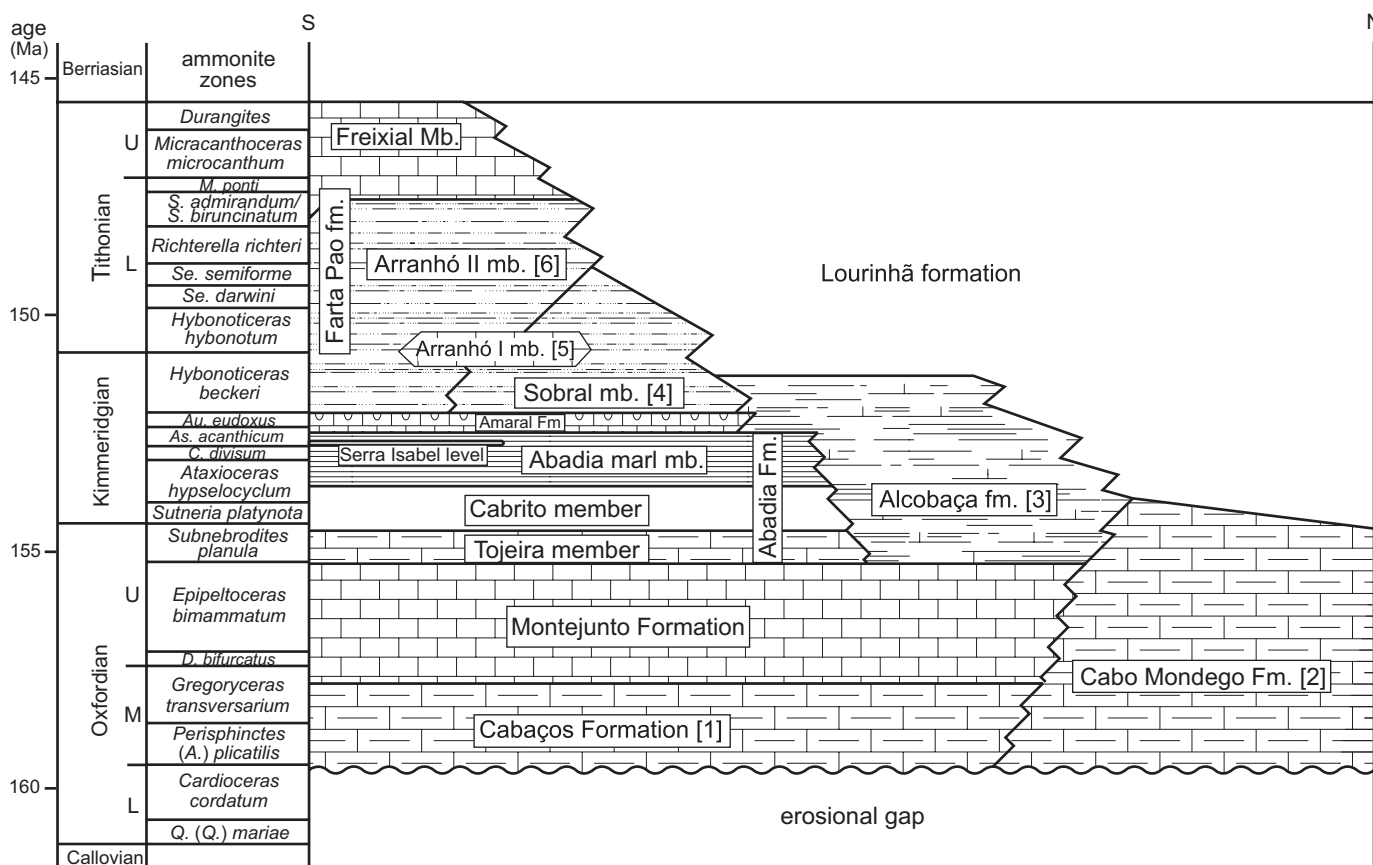 age
(Ma)
S
N
145
150
155
160
Berriasian
ammonite
zones
Tithonian
U
L
Kimmeridgian
Oxfordian
U
M
L
Callovian
Durangites
Micracanthoceras
microcanthum
M. ponti
S. admirandum/
S. biruncinatum
Richterella richteri
Se. semiforme
Se. darwini
Hybonoticeras
hybonotum
Hybonoticeras
beckeri
Au. eudoxus
As. acanthicum
C. divisum
Ataxioceras
hypselocyclum
Sutneria platynota
Subnebrodites
planula
Epipeltoceras
bimammatum
D. bifurcatus
Gregoryceras
transversarium
Perisphinctes
(A.) plicatilis
Cardioceras
cordatum
Q. (Q.) mariae
Freixial Mb.
Farta Pao fm.
Arranhó II mb. [6]
Lourinhã formation
Arranhó I mb. [5]
Sobral mb. [4]
Amaral Fm
Serra Isabel level
Abadia marl mb.
Abadia Fm.
Alcobaça fm. [3]
Cabrito member
Tojeira member
Montejunto Formation
Cabo Mondego Fm. [2]
Cabaços Formation [1]
erosional gap